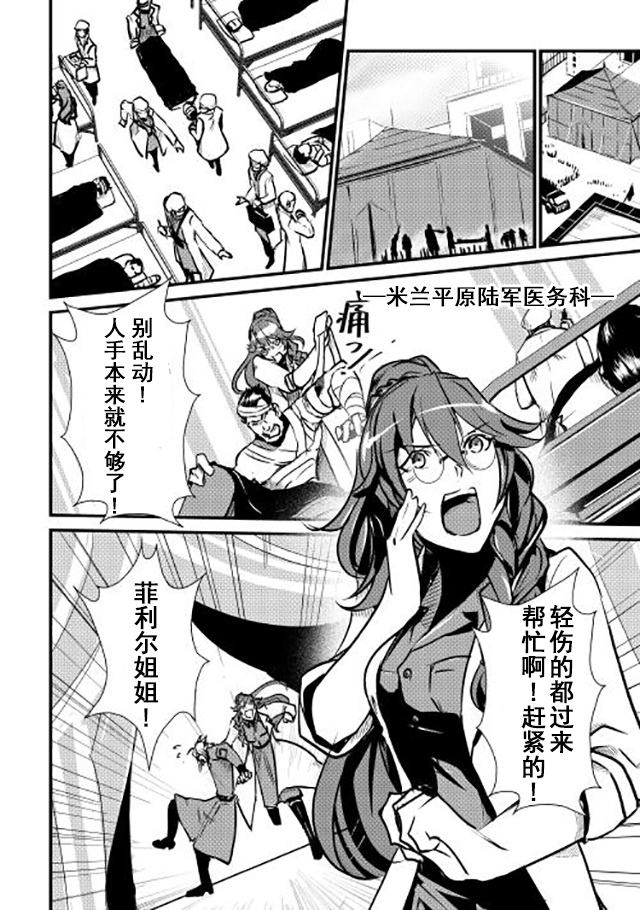 —米兰平原陆军医务科—
痛っ
别乱动！
人手本来就不够了！
轻伤的都过来
帮忙啊！赶紧的！
菲利尔姐姐！